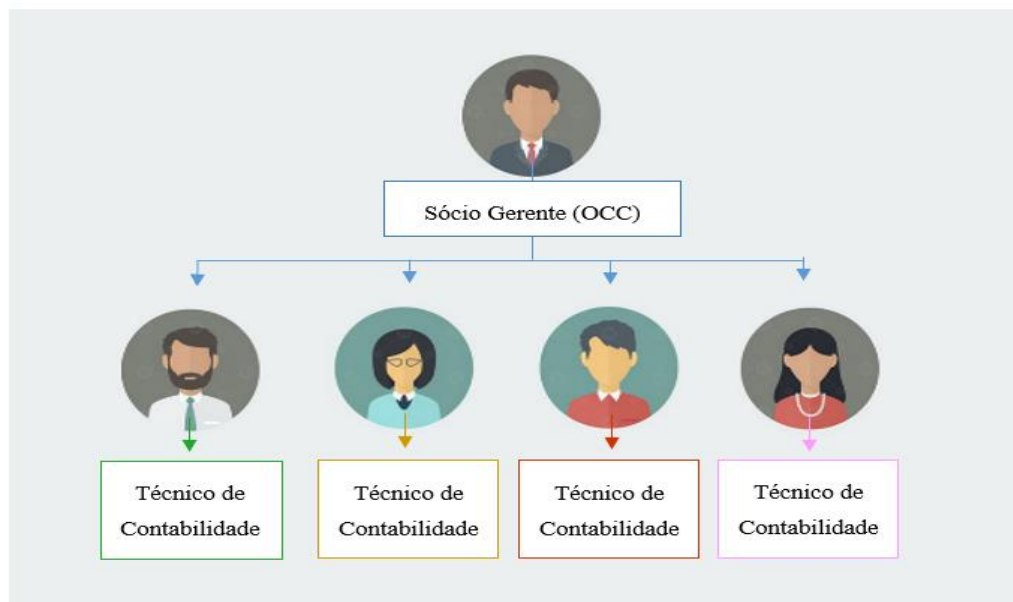 Sócio Gerente (OCC)
Técnico de
Contabilidade
Técnico de
Contabilidade
Técnico de
Contabilidade
Técnico de
Contabilidade